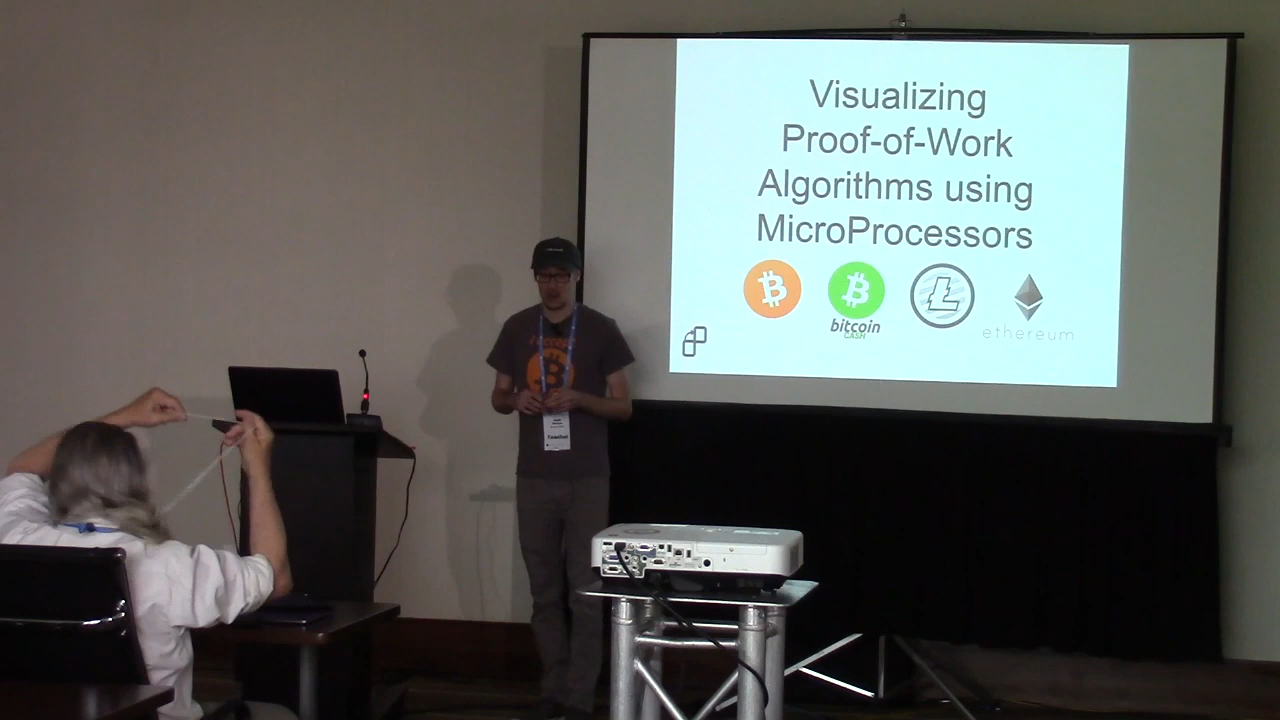 Visualizing
Proof-of-Work
Algorithms using
MicroProcessors
bitcoin
CASH
ethereum